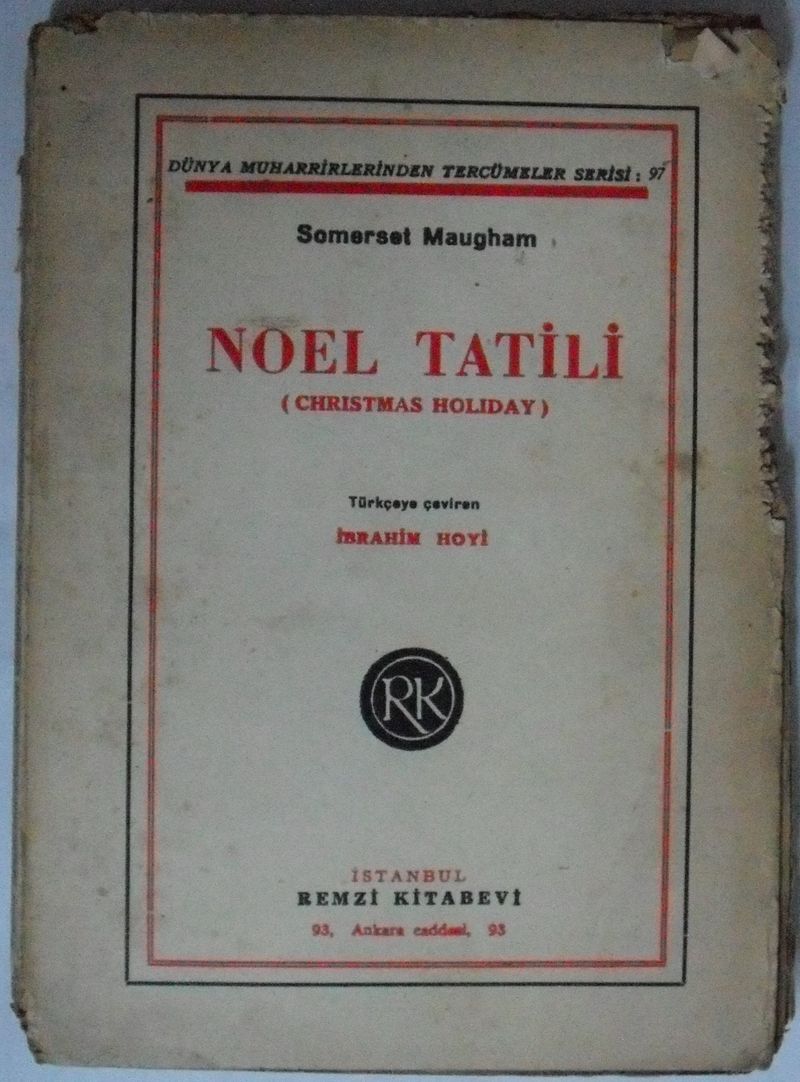 DÜNYA MUHARRİRLERİNDEN TERCÜMELER SERİSİ : 97
Somerset Maugham
NOEL TATİLİ
( CHRISTMAS HOLIDAY )
Türkçeye çeviren
İBRAHİM HOYİ
RK
İSTANBUL
REMZİ KİTABEVİ
93, Ankara caddesi, 93